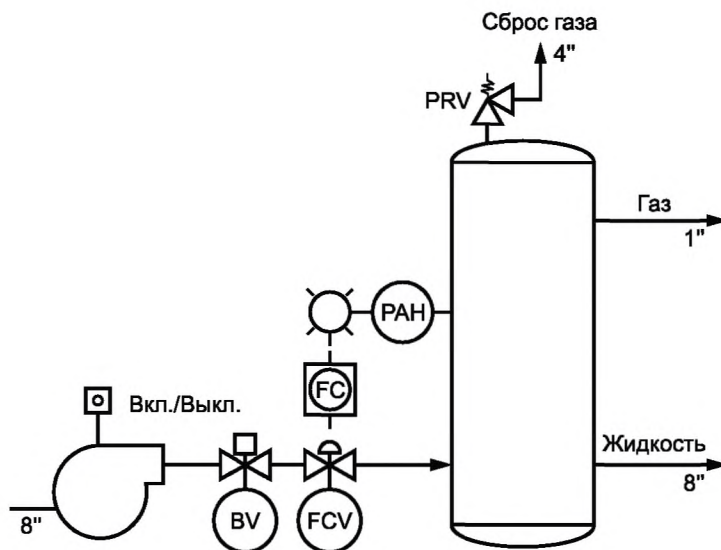 Сброс газа
4"
PRV
Газ
1"
PAH
FC
Вкл./Выкл.
Жидкость
8"
8"
BV
FCV